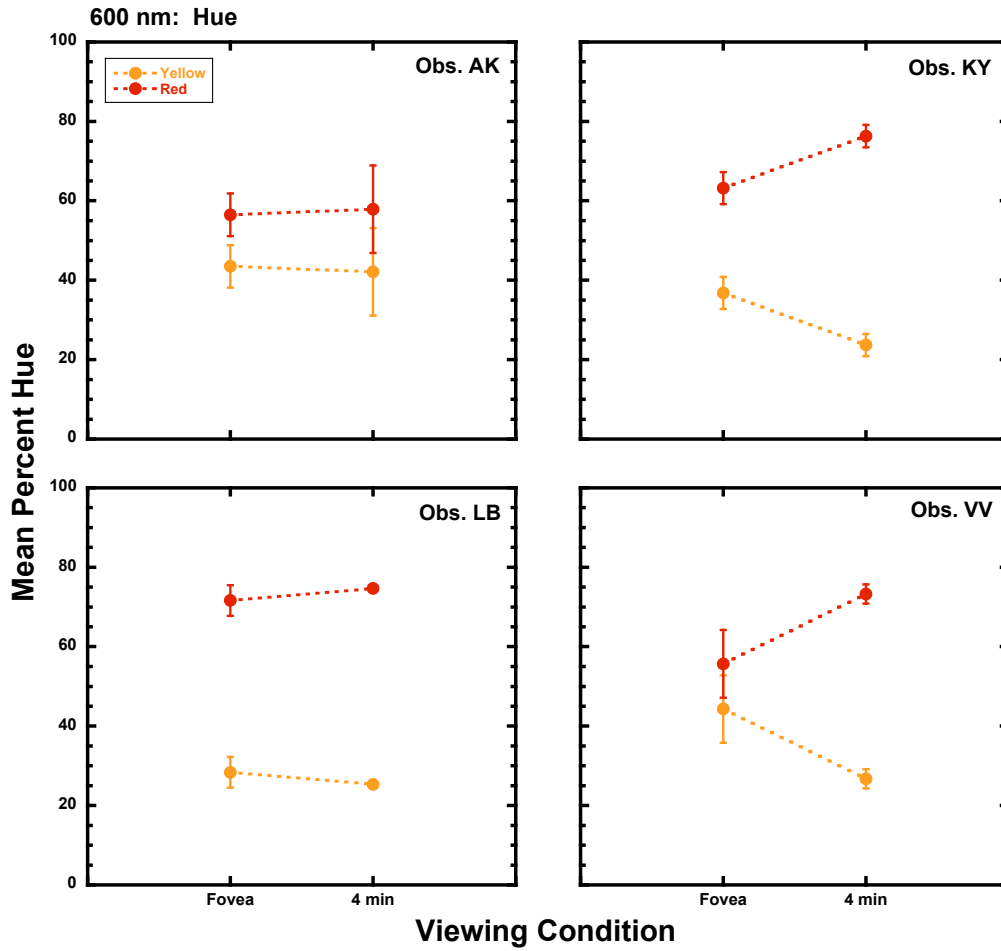 600 nm: Hue
100
80
60
40
20
0
Yellow
Red
Obs. AK
Obs. KY
100
80
60
40
20
0
Obs. LB
Obs. VV
Mean Percent Hue
Fovea
4 min
Fovea
4 min
Viewing Condition